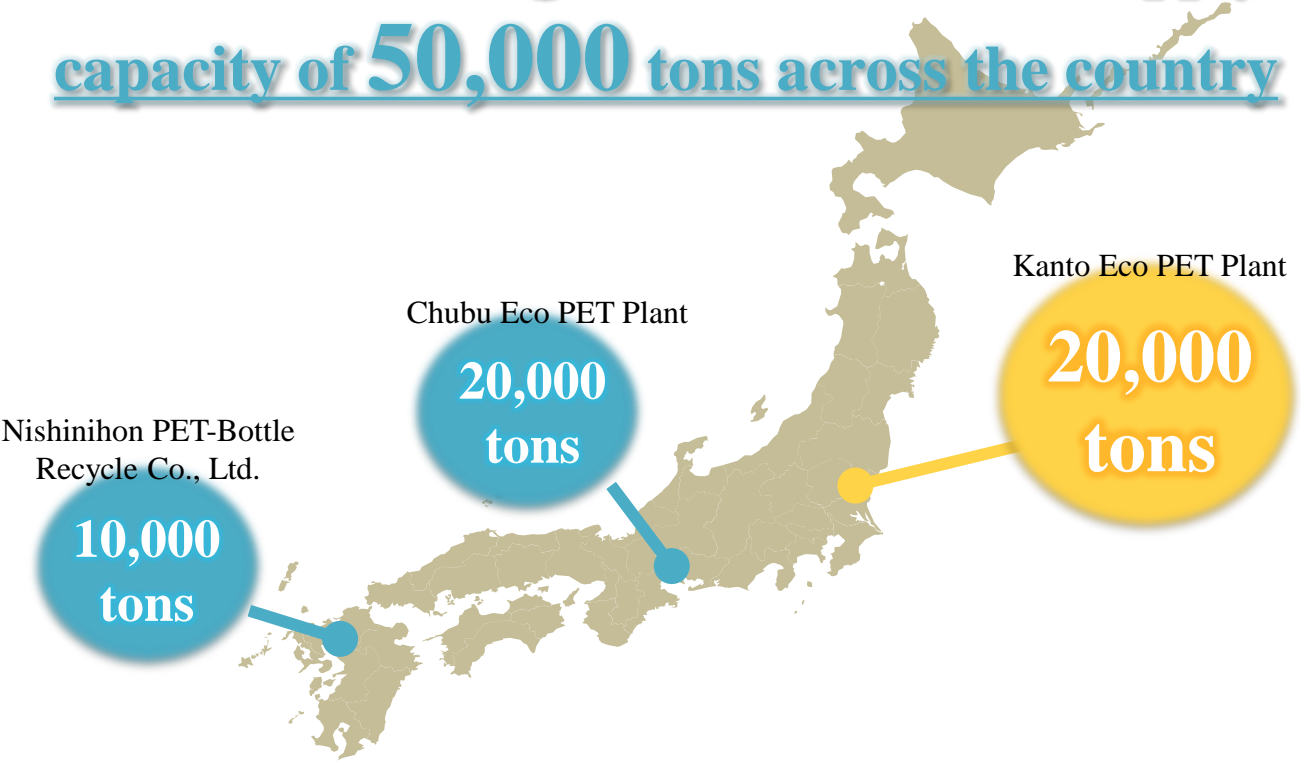 capacity of 50,000 tons across the country
Kanto Eco PET Plant
20,000
tons
Chubu Eco PET Plant
20,000
tons
Nishinihon PET-Bottle
Recycle Co., Ltd.
10,000
tons